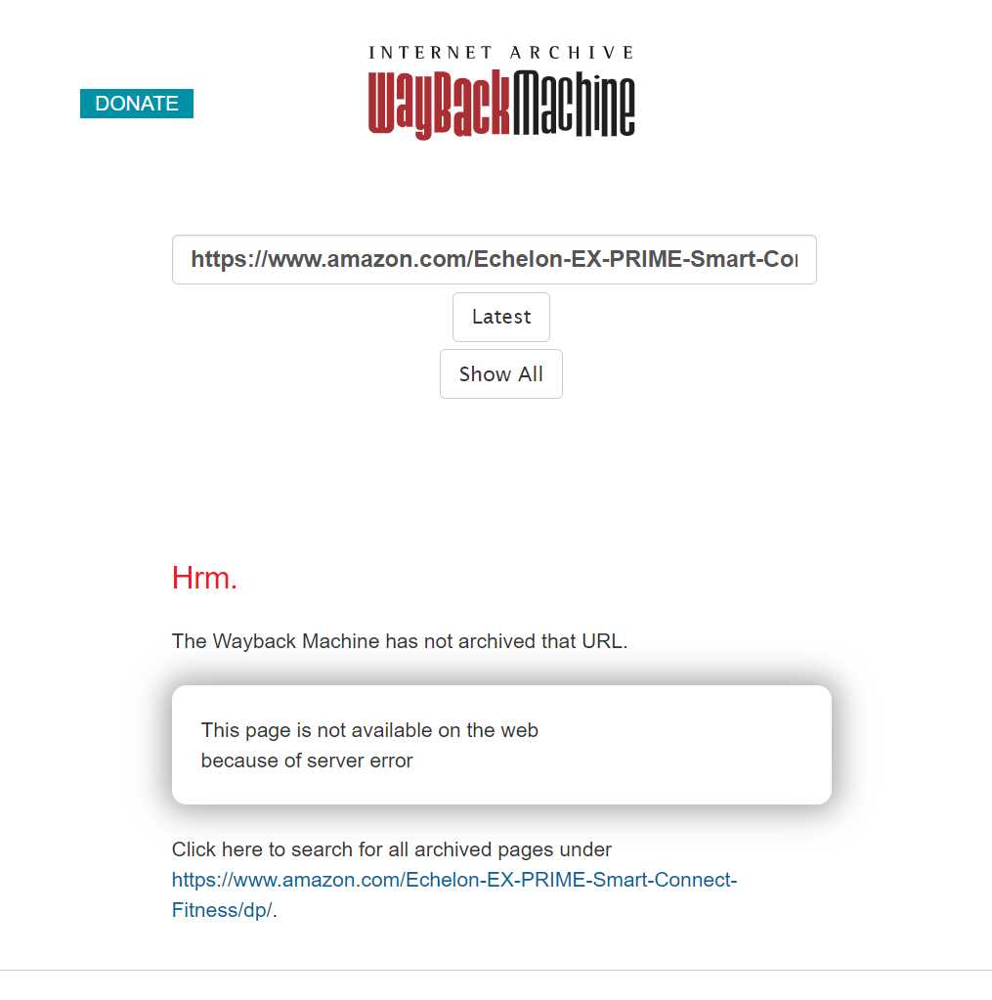 INTERNET ARCHIVE
WayBackMachine
DONATE
https://www.amazon.com/Echelon-EX-PRIME-Smart-Co
Latest
Show All
Hrm.
The Wayback Machine has not archived that URL.
This page is not available on the web
because of server error
Click here to search for all archived pages under
https://www.amazon.com/Echelon-EX-PRIME-Smart-Connect-
Fitness/dp/.